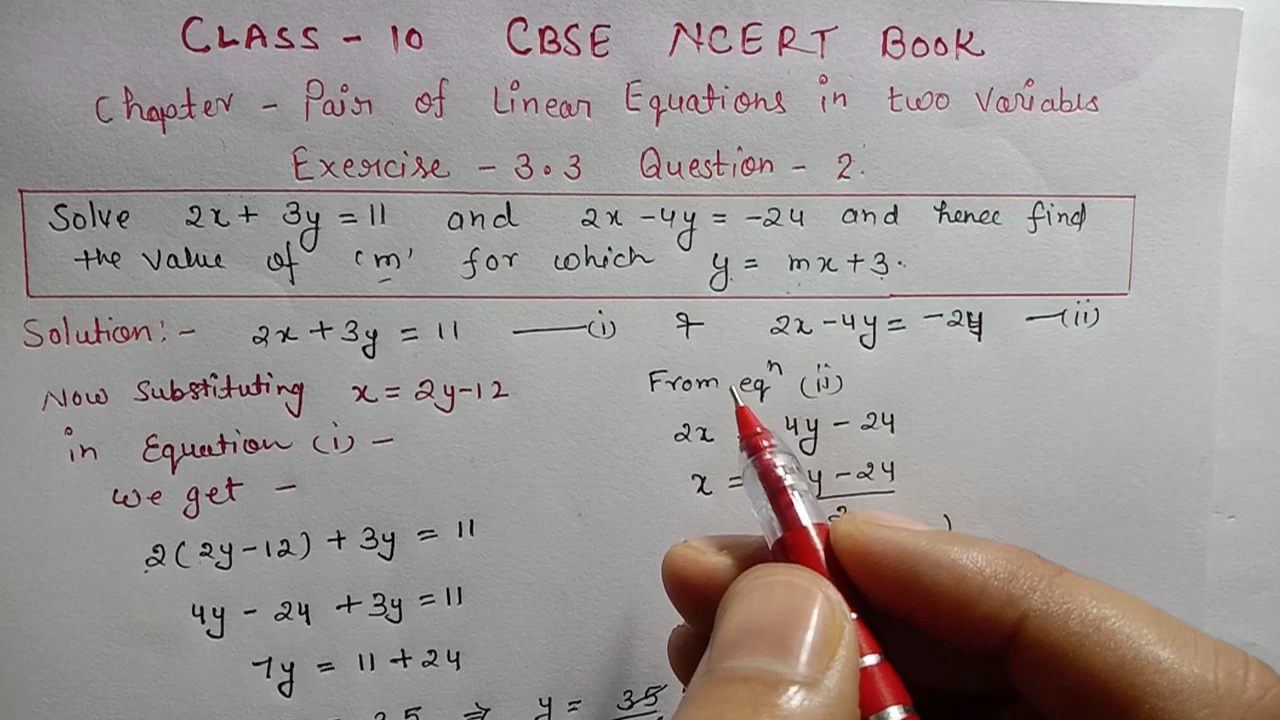 CLASS - 10 CBSE NCERT BOOK
Chapter - Pair of Linear Equations in two Variabls
Exercise - 3.3 Question - 2.
Solve 2x + 3y = 11 and 2x - 4y = -24 and hence find
the value of 'm' for which y = mx + 3.
Solution:- 2x + 3y = 11 —(i) & 2x - 4y = -24 —(ii)
Now Substituting x = 2y - 12
in Equation (i) -
we get -
2(2y-12) + 3y = 11
4y - 24 + 3y = 11
7y = 11 + 24
35 ⇒ y = 35
From eqn (ii)
2x 4y - 24
x = y - 24
2